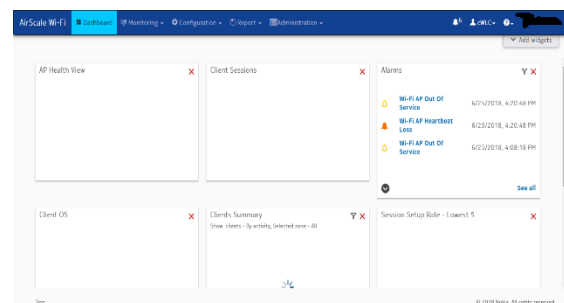 AirScale Wi-Fi Dashboard Monitoring Configuration Report Administration 6 cWLC
Add widgets
AP Health View
Client Sessions
Alarms
Wi-Fi AP Out Of
Service
6/25/2018, 4:20:48 PM
Wi-Fi AP Heartbeat
Loss
6/25/2018, 4:20:48 PM
Wi-Fi AP Out Of
Service
6/25/2018, 4:08:18 PM
See all
Client OS
Clients Summary
Show clients - By activity, Selected zone - All
Session Setup Rate - Lowest 5
Top
© 2018 Nokia. All rights reserved